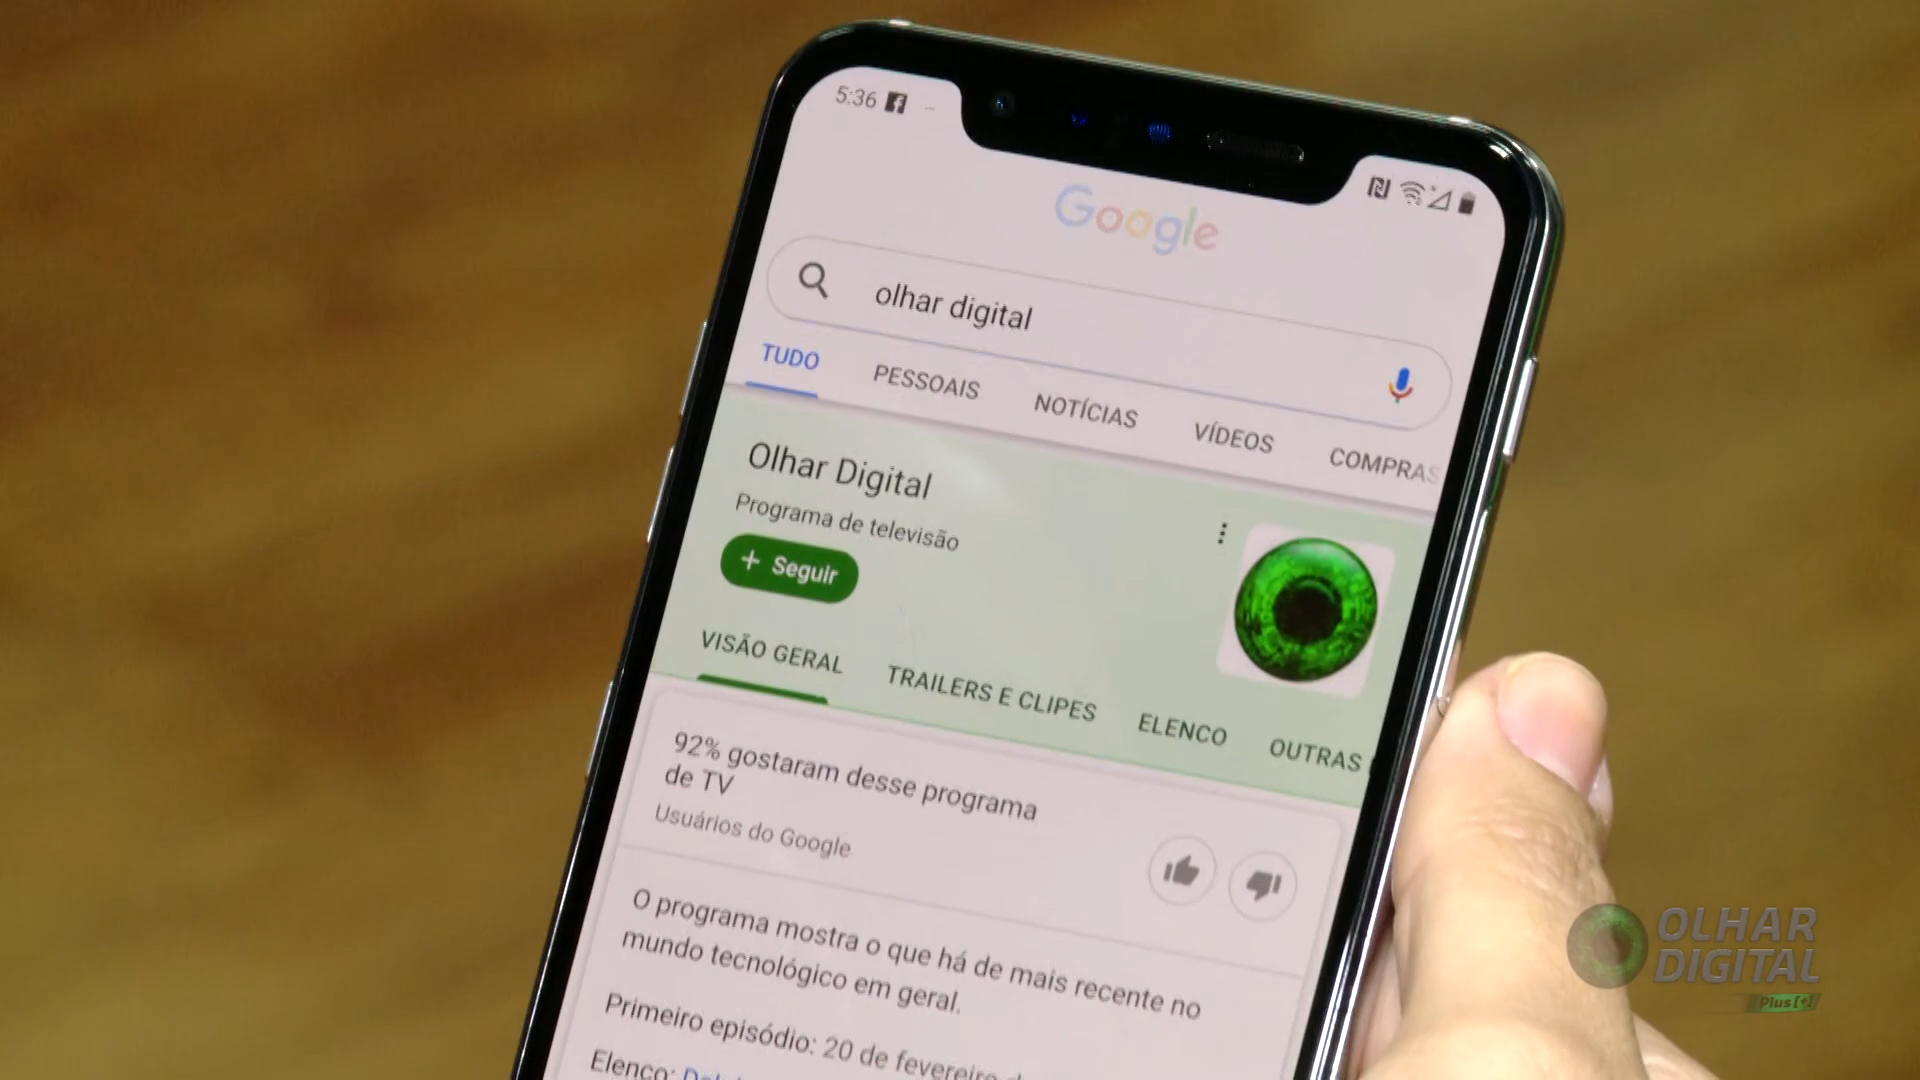 5:36
Google
olhar digital
TUDO PESSOAIS NOTÍCIAS VÍDEOS COMPRAS
Olhar Digital
Programa de televisão
+ Seguir
VISÃO GERAL TRAILERS E CLIPES ELENCO OUTRAS
92% gostaram desse programa
de TV
Usuários do Google
O programa mostra o que há de mais recente no
mundo tecnológico em geral.
Primeiro episódio: 20 de fevereiro
Elenco:
OLHAR
DIGITAL
Plus [+]